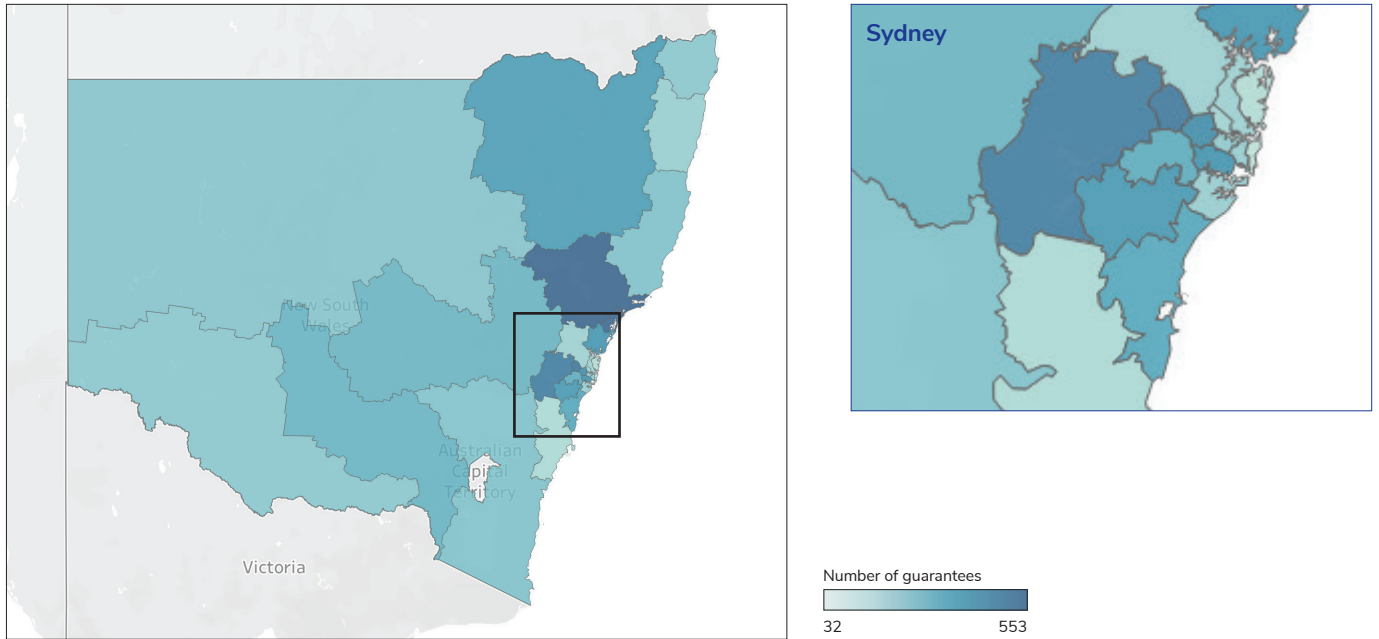 Sydney
New South
Wales
Australian
Capital
Territory
Victoria
Number of guarantees
32
553